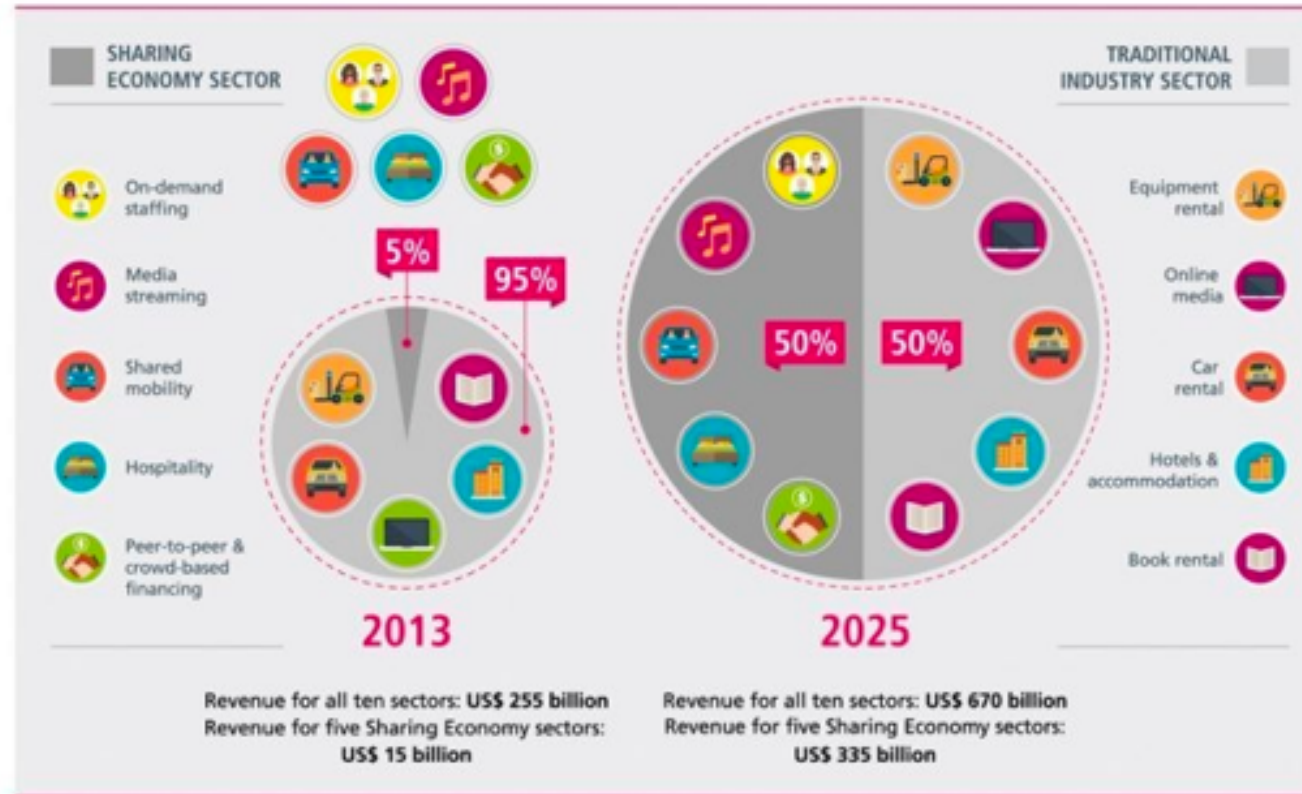 SHARING
ECONOMY SECTOR
TRADITIONAL
INDUSTRY SECTOR
On-demand
staffing
Media
streaming
Shared
mobility
Hospitality
Peer-to-peer &
crowd-based
financing
5%
95%
50%
50%
Equipment
rental
Online
media
Car
rental
Hotels &
accommodation
Book rental
2013
2025
Revenue for all ten sectors: US$ 255 billion
Revenue for five Sharing Economy sectors:
US$ 15 billion
Revenue for all ten sectors: US$ 670 billion
Revenue for five Sharing Economy sectors:
US$ 335 billion